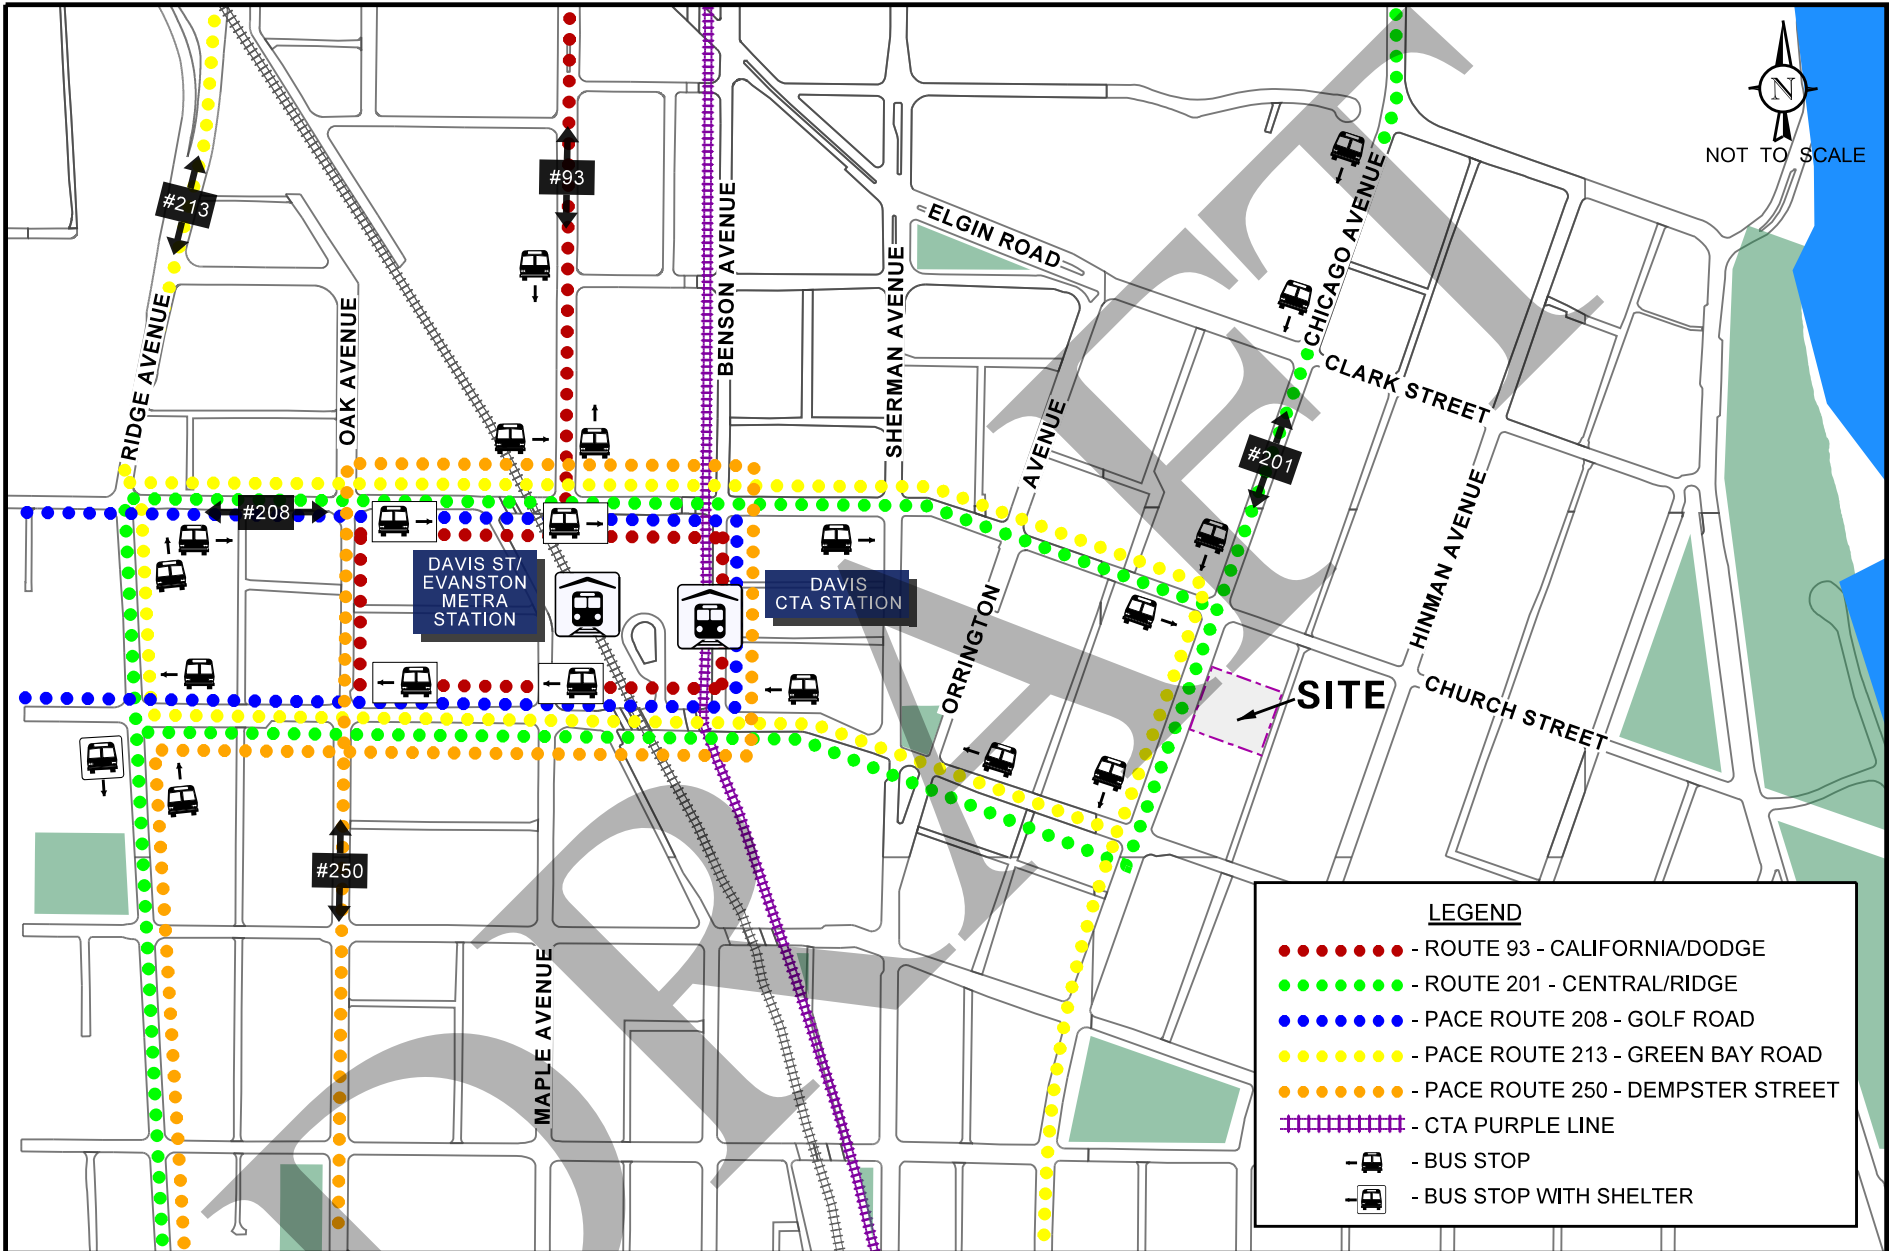 N
NOT TO SCALE
#213
#93
ELGIN ROAD
BENSON AVENUE
SHERMAN AVENUE
CHICAGO AVENUE
RIDGE AVENUE
OAK AVENUE
CLARK STREET
AVENUE
ORRINGTON
#201
HINMAN AVENUE
#208
DAVIS ST/
EVANSTON
METRA
STATION
DAVIS
CTA STATION
SITE
CHURCH STREET
#250
MAPLE AVENUE
DRAFT
LEGEND
- ROUTE 93 - CALIFORNIA/DODGE
- ROUTE 201 - CENTRAL/RIDGE
- PACE ROUTE 208 - GOLF ROAD
- PACE ROUTE 213 - GREEN BAY ROAD
- PACE ROUTE 250 - DEMPSTER STREET
- CTA PURPLE LINE
- BUS STOP
- BUS STOP WITH SHELTER